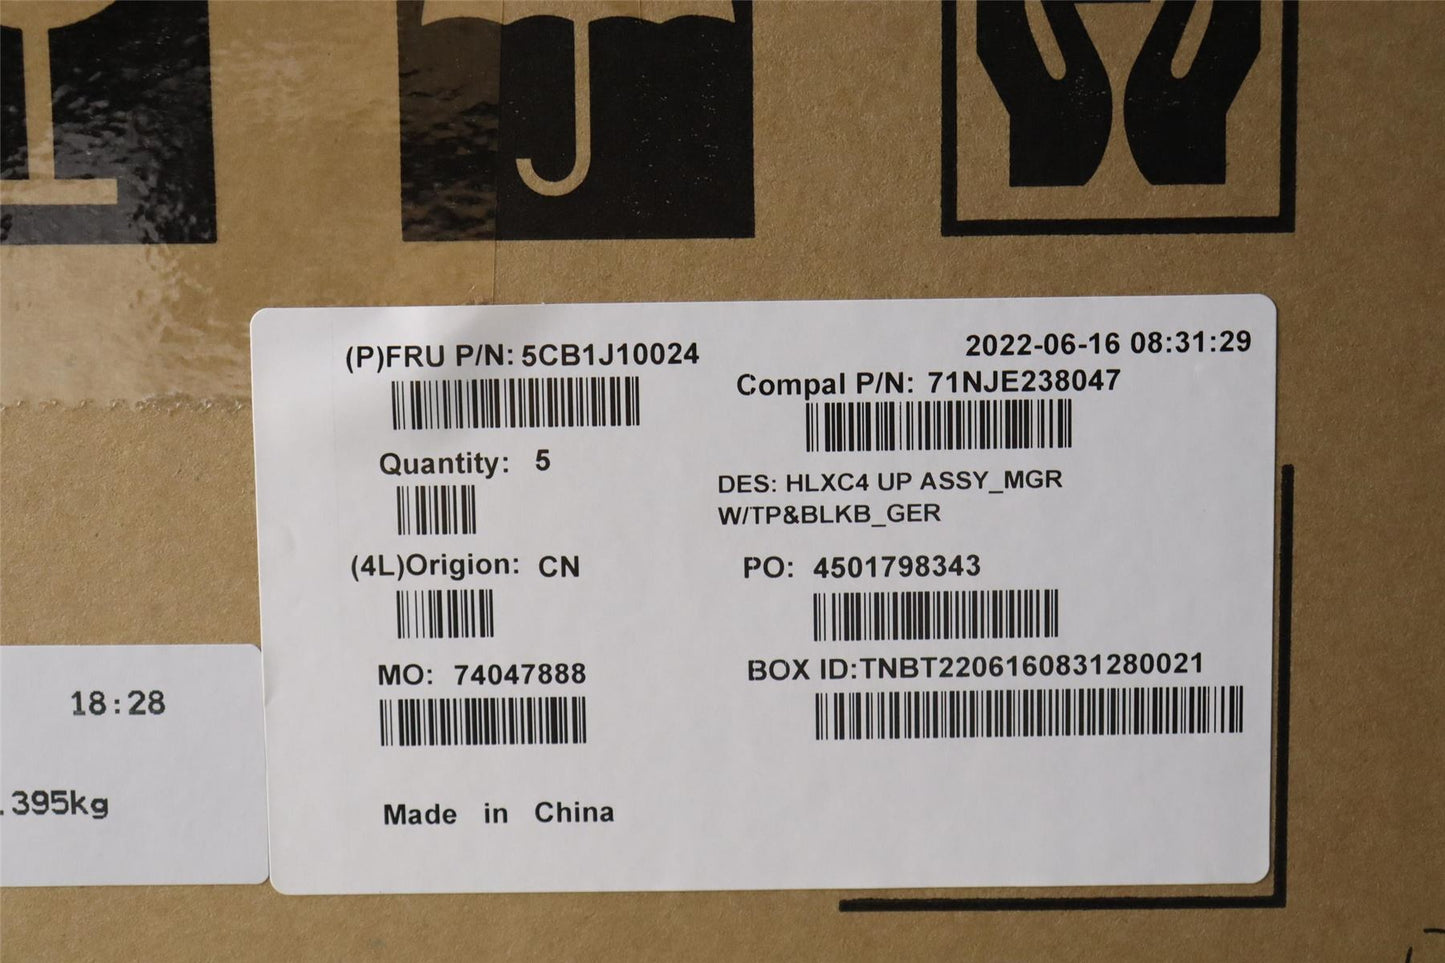 (P)FRU P/N: 5CB1J10024
2022-06-16 08:31:29
Compal P/N: 71NJE238047
Quantity: 5
DES: HLXC4 UP ASSY_MGR
W/TP&BLKB_GER
(4L)Origion: CN
PO: 4501798343
MO: 74047888
BOX ID:TNBT2206160831280021
Made in China
18:28
.395kg